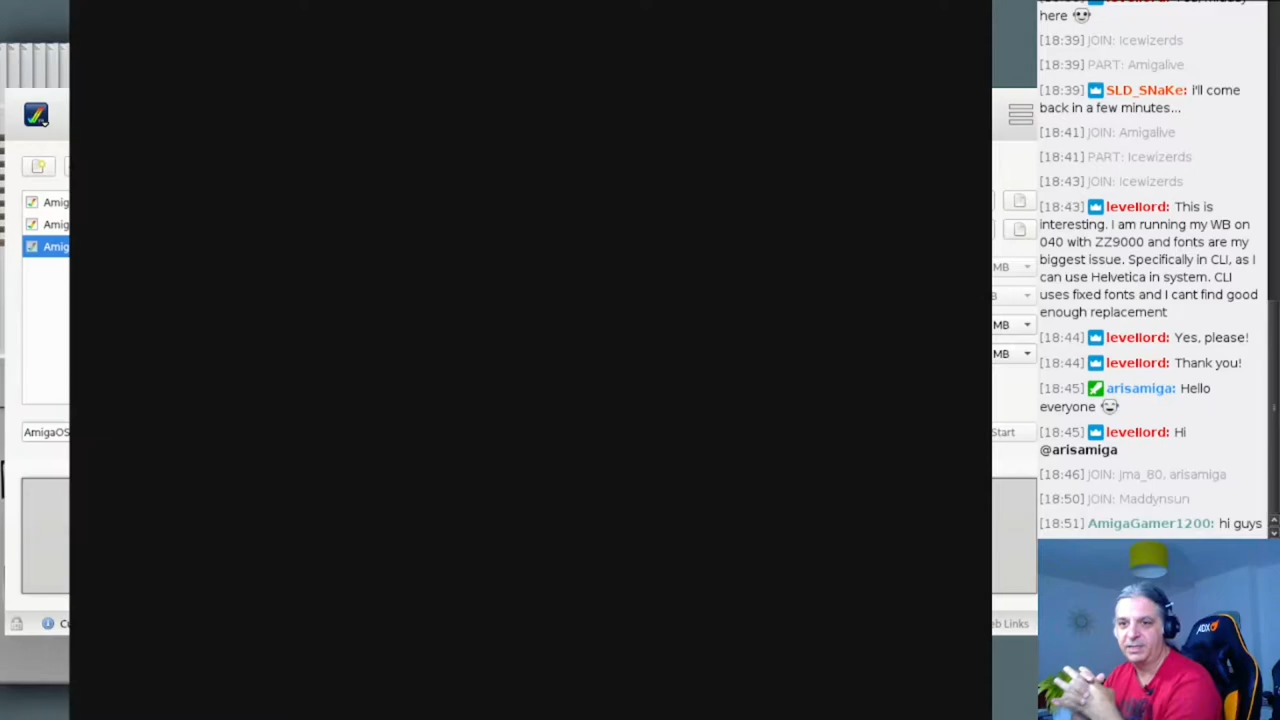 Amig
Amig
Amig
AmigaOS
MB
B
MB
MB
Start
eb Links
here
[18:39] JOIN: Icewizerds
[18:39] PART: Amigalive
[18:39] SLD_SNaKe: i'll come
back in a few minutes...
[18:41] JOIN: Amigalive
[18:41] PART: Icewizerds
[18:43] JOIN: Icewizerds
[18:43] levellord: This is
interesting. I am running my WB on
040 with ZZ9000 and fonts are my
biggest issue. Specifically in CLI, as I
can use Helvetica in system. CLI
uses fixed fonts and I cant find good
enough replacement
[18:44] levellord: Yes, please!
[18:44] levellord: Thank you!
[18:45] arisamiga: Hello
everyone
[18:45] levellord: Hi
@arisamiga
[18:46] JOIN: jma_80, arisamiga
[18:50] JOIN: Maddynsun
[18:51] AmigaGamer1200: hi guys
ADX